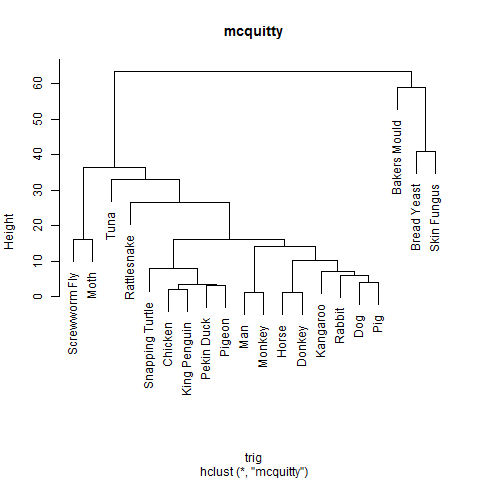 mcquitty
Height
60
50
40
30
20
10
0
Screwworm Fly
Moth
Tuna
Rattlesnake
Snapping Turtle
Chicken
King Penguin
Pekin Duck
Pigeon
Man
Monkey
Horse
Donkey
Kangaroo
Rabbit
Dog
Pig
Bakers Mould
Bread Yeast
Skin Fungus
trig
hclust (*, "mcquitty")